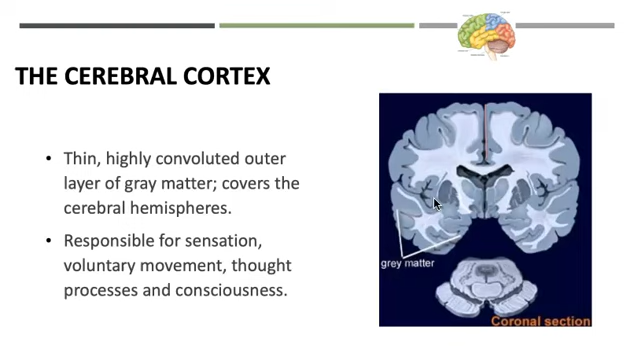 THE CEREBRAL CORTEX
• Thin, highly convoluted outer
layer of gray matter; covers the
cerebral hemispheres.
• Responsible for sensation,
voluntary movement, thought
processes and consciousness.
grey matter
Coronal section